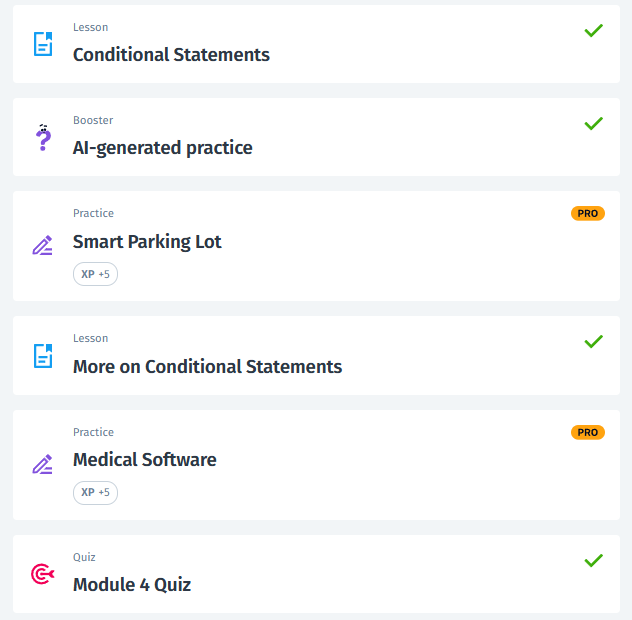 Lesson
Conditional Statements
Booster
AI-generated practice
Practice
PRO
Smart Parking Lot
XP +5
Lesson
More on Conditional Statements
Practice
PRO
Medical Software
XP +5
Quiz
Module 4 Quiz